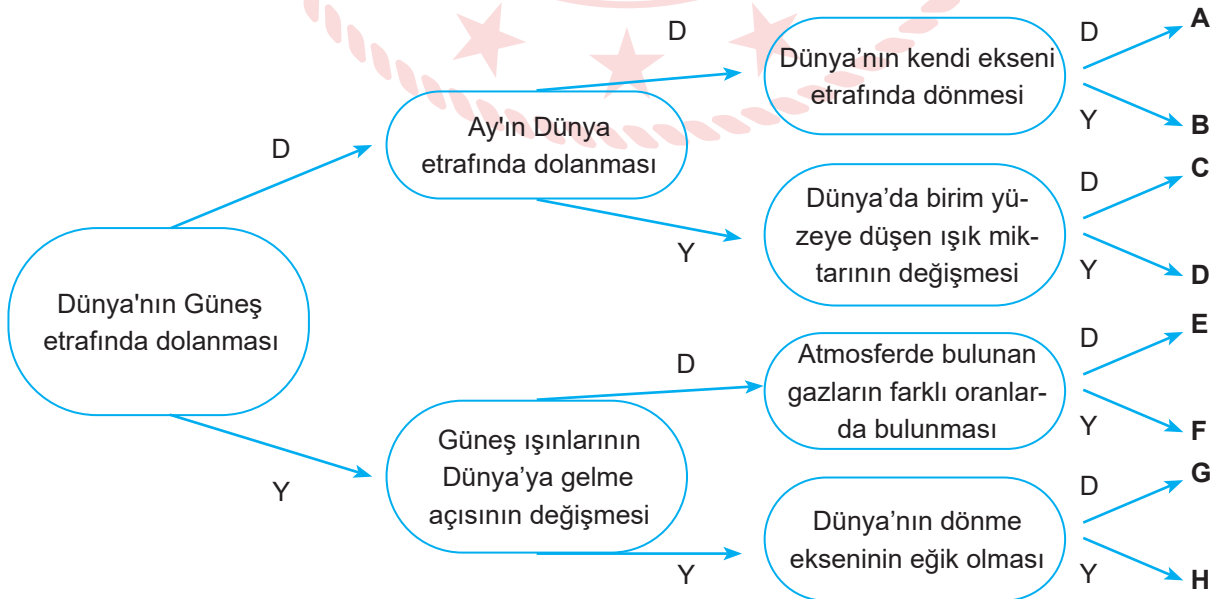 Dünya'nın Güneş
etrafında dolanması
D
Y
Ay'ın Dünya
etrafında dolanması
D
Y
Güneş ışınlarının
Dünya’ya gelme
açısının değişmesi
D
Y
Dünya’nın kendi ekseni
etrafında dönmesi
D
A
Y
B
Dünya’da birim yü-
zeye düşen ışık mik-
tarının değişmesi
D
C
Y
D
Atmosferde bulunan
gazların farklı oranlar-
da bulunması
D
E
Y
F
Dünya’nın dönme
ekseninin eğik olması
D
G
Y
H